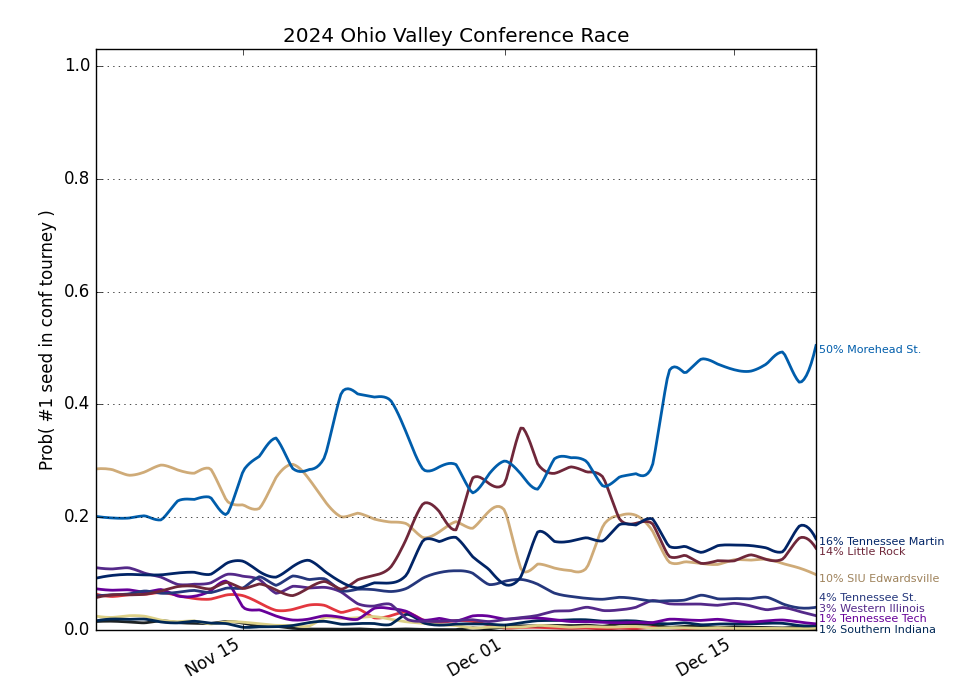 2024 Ohio Valley Conference Race
Prob( #1 seed in conf tourney )
1.0
0.8
0.6
0.4
0.2
0.0
Nov 15
Dec 01
Dec 15
50% Morehead St.
16% Tennessee Martin
14% Little Rock
10% SIU Edwardsville
4% Tennessee St.
3% Western Illinois
1% Tennessee Tech
1% Southern Indiana